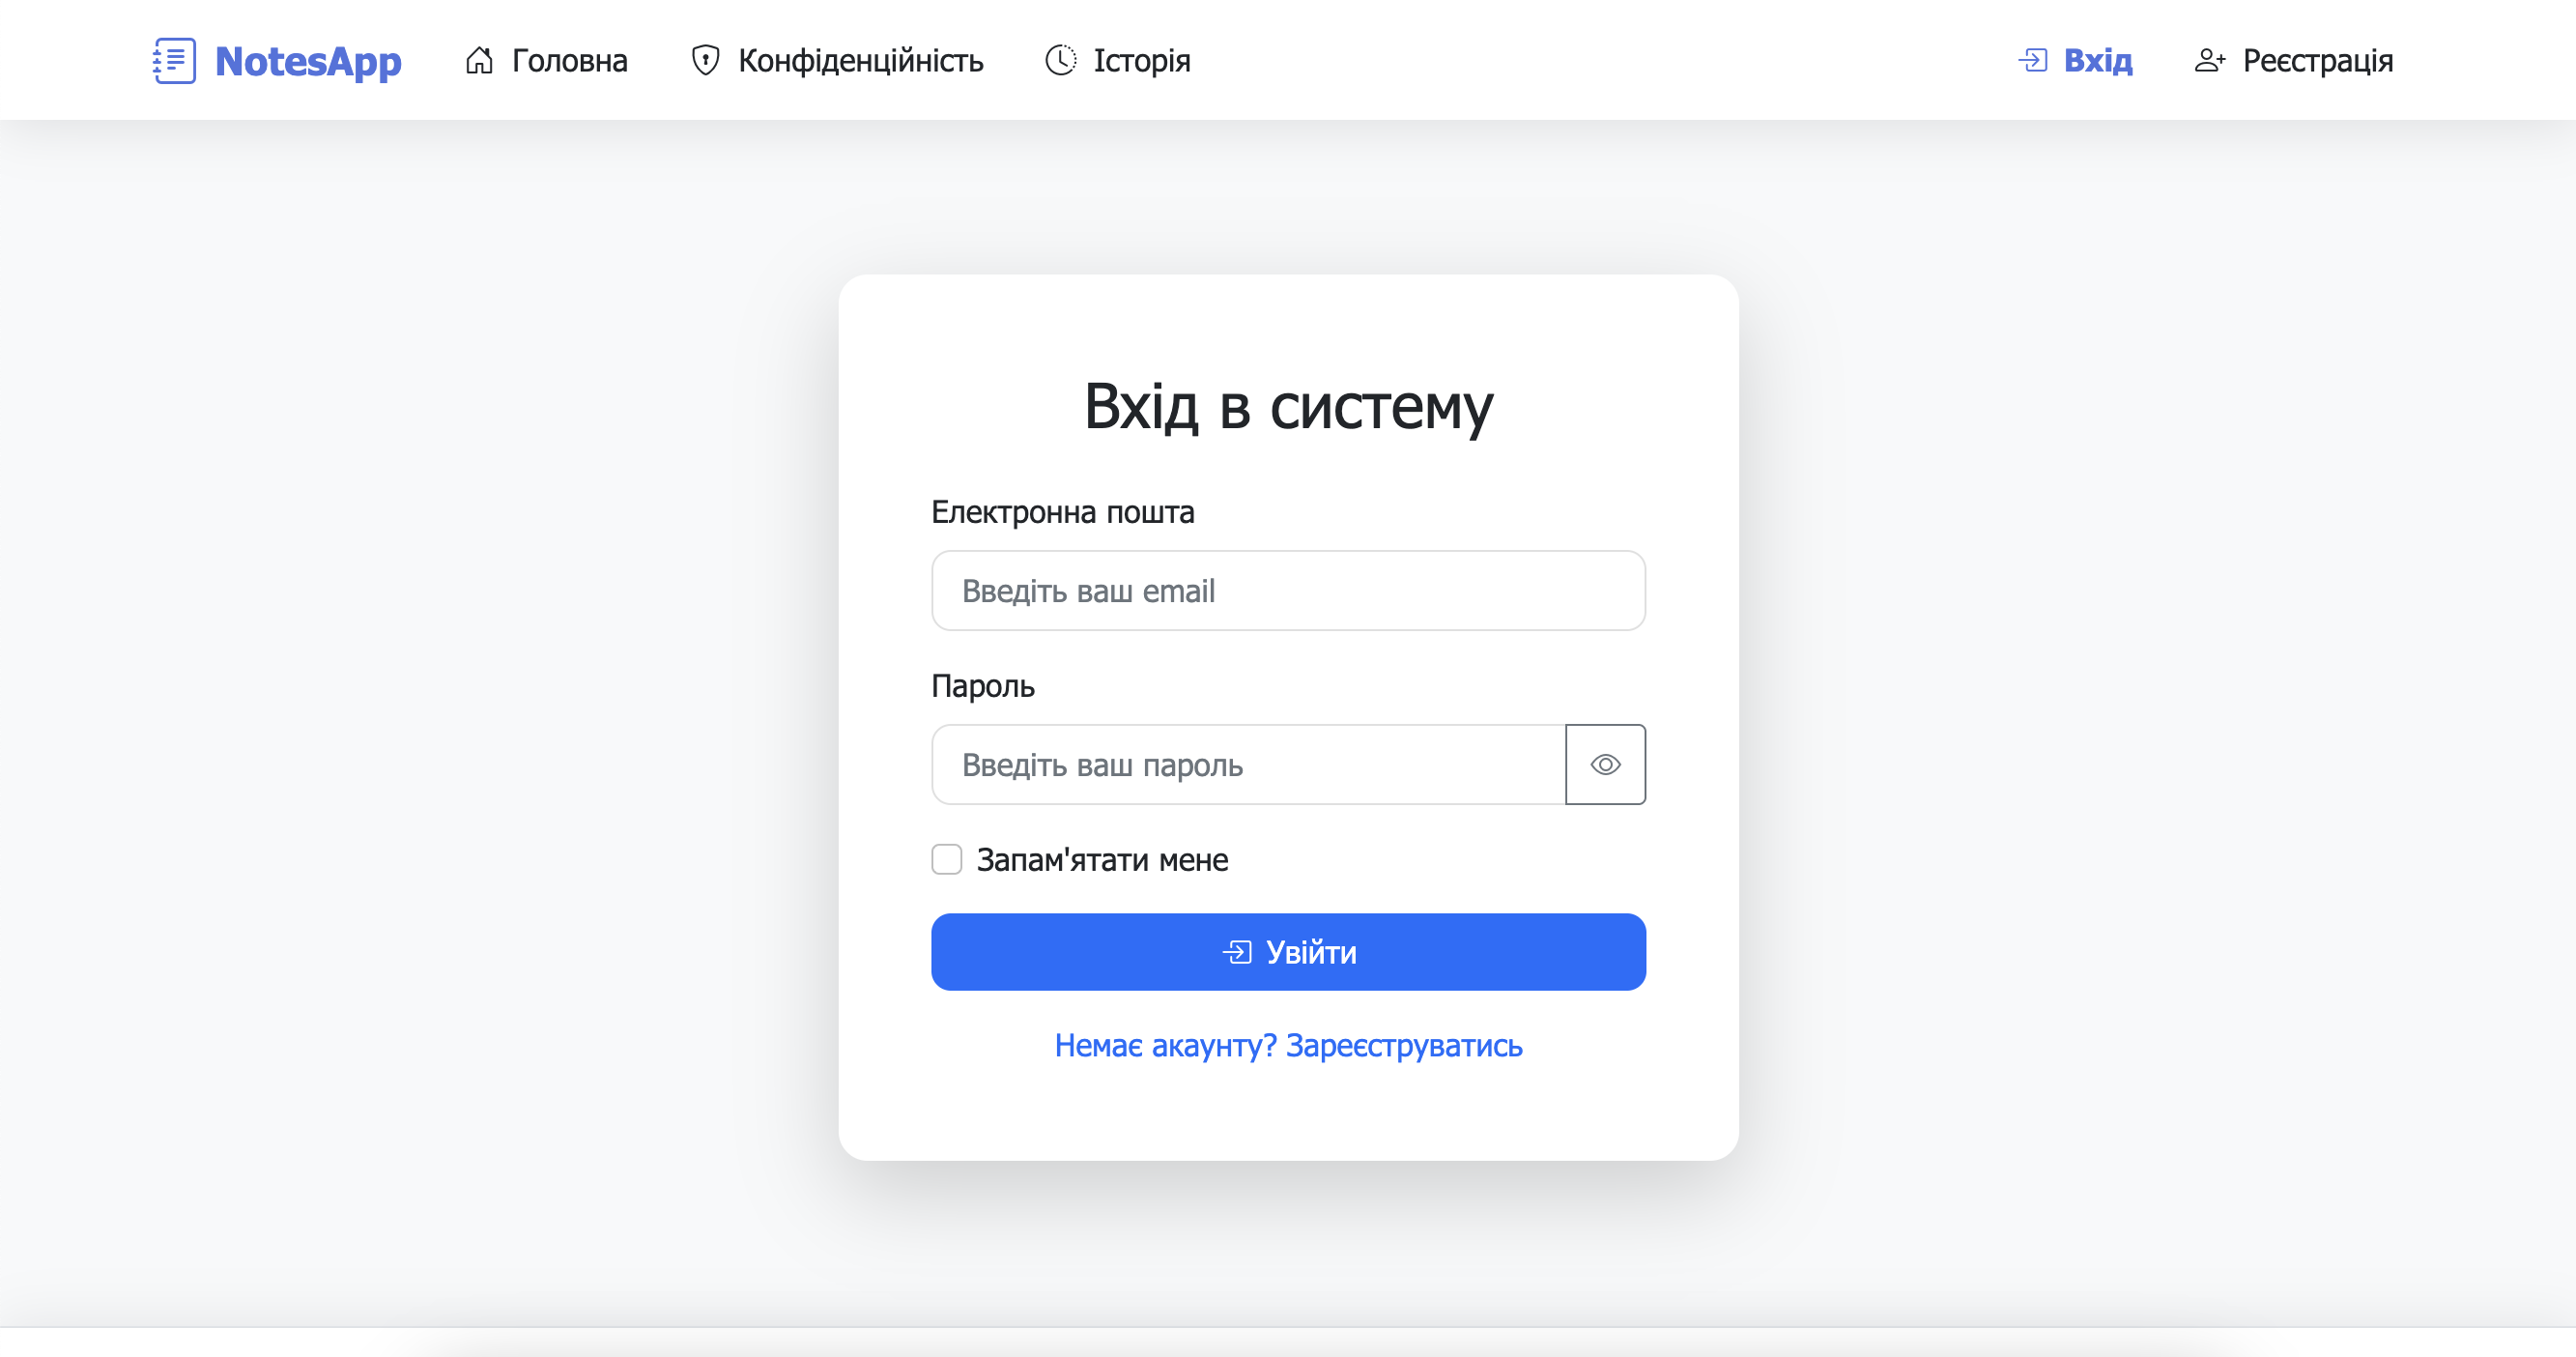 NotesApp Головна Конфіденційність Історія Вхід Реєстрація
Вхід в систему
Електронна пошта
Введіть ваш email
Пароль
Введіть ваш пароль
Запам'ятати мене
Увійти
Немає акаунту? Зареєструватись